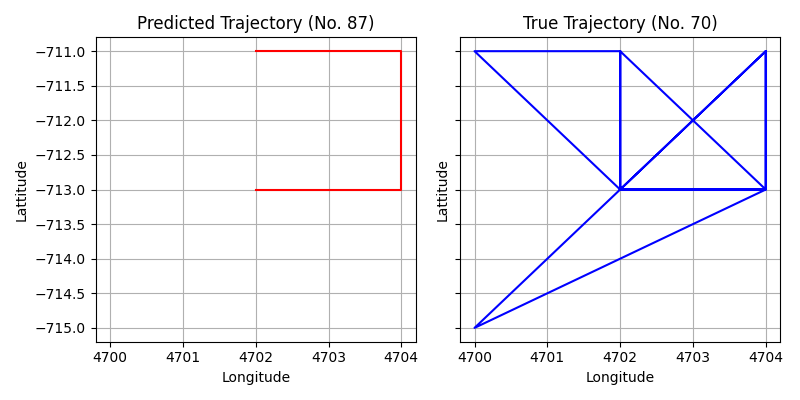 Predicted Trajectory (No. 87)
True Trajectory (No. 70)
−711.0
−711.5
−712.0
−712.5
−713.0
−713.5
−714.0
−714.5
−715.0
Lattitude
Lattitude
4700 4701 4702 4703 4704
4700 4701 4702 4703 4704
Longitude
Longitude